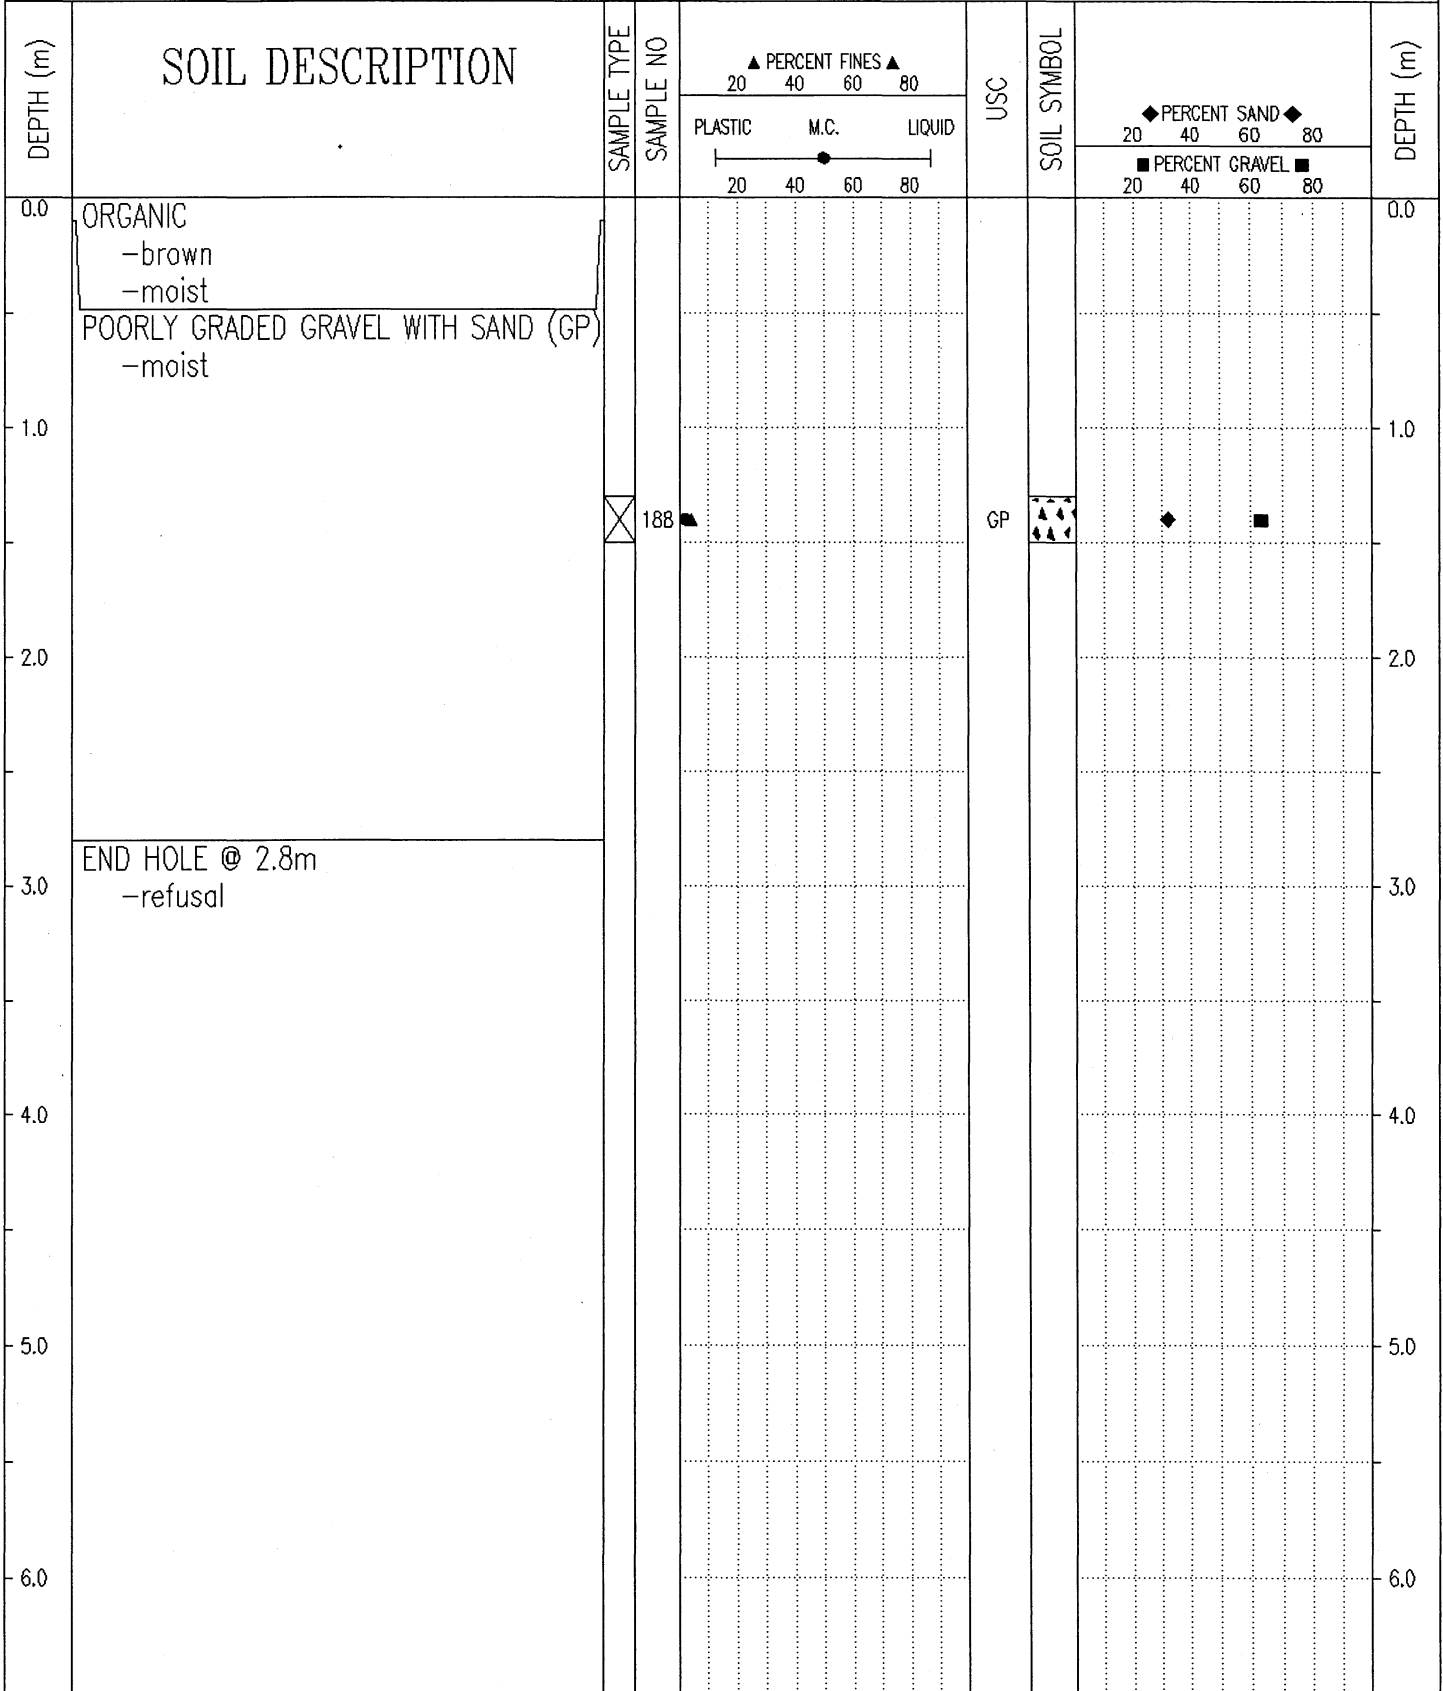 DEPTH (m)
SOIL DESCRIPTION
SAMPLE TYPE
SAMPLE NO
▲ PERCENT FINES ▲
20 40 60 80
PLASTIC M.C. LIQUID
20 40 60 80
USC
SOIL SYMBOL
◆PERCENT SAND◆
20 40 60 80
■ PERCENT GRAVEL ■
20 40 60 80
DEPTH (m)
0.0
ORGANIC
0.0
-brown
-moist
POORLY GRADED GRAVEL WITH SAND (GP)
-moist
1.0
1.0
188
GP
2.0
2.0
END HOLE @ 2.8m
3.0
-refusal
3.0
4.0
4.0
5.0
5.0
6.0
6.0